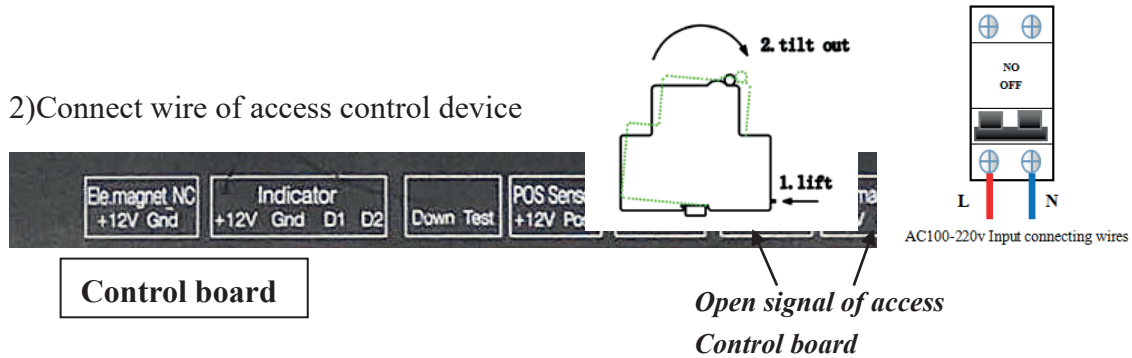 2. tilt out
NO
OFF
2)Connect wire of access control device
1. lift
Ele.magnet NC
+12V Gnd
Indicator
+12V Gnd D1 D2
Down Test
POS Sens
+12V Pos
L N
AC100-220v Input connecting wires
Control board
Open signal of access
Control board